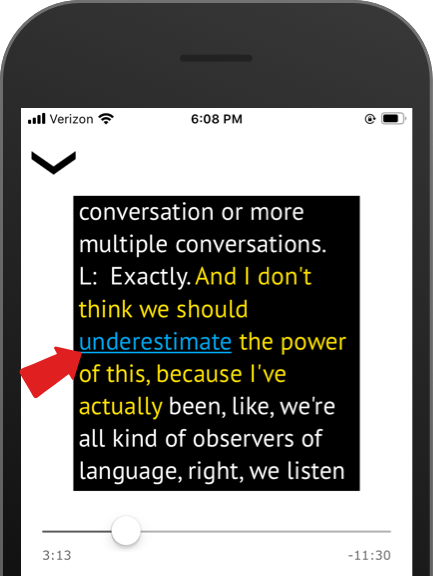 Verizon 6:08 PM
conversation or more
multiple conversations.
L: Exactly. And I don't
think we should
underestimate the power
of this, because I've
actually been, like, we're
all kind of observers of
language, right, we listen
3:13 -11:30